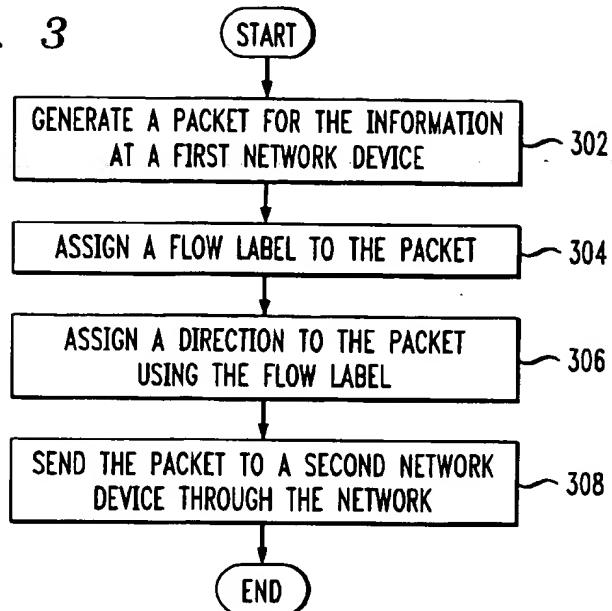 . 3
START
GENERATE A PACKET FOR THE INFORMATION
AT A FIRST NETWORK DEVICE
302
ASSIGN A FLOW LABEL TO THE PACKET
304
ASSIGN A DIRECTION TO THE PACKET
USING THE FLOW LABEL
306
SEND THE PACKET TO A SECOND NETWORK
DEVICE THROUGH THE NETWORK
308
END